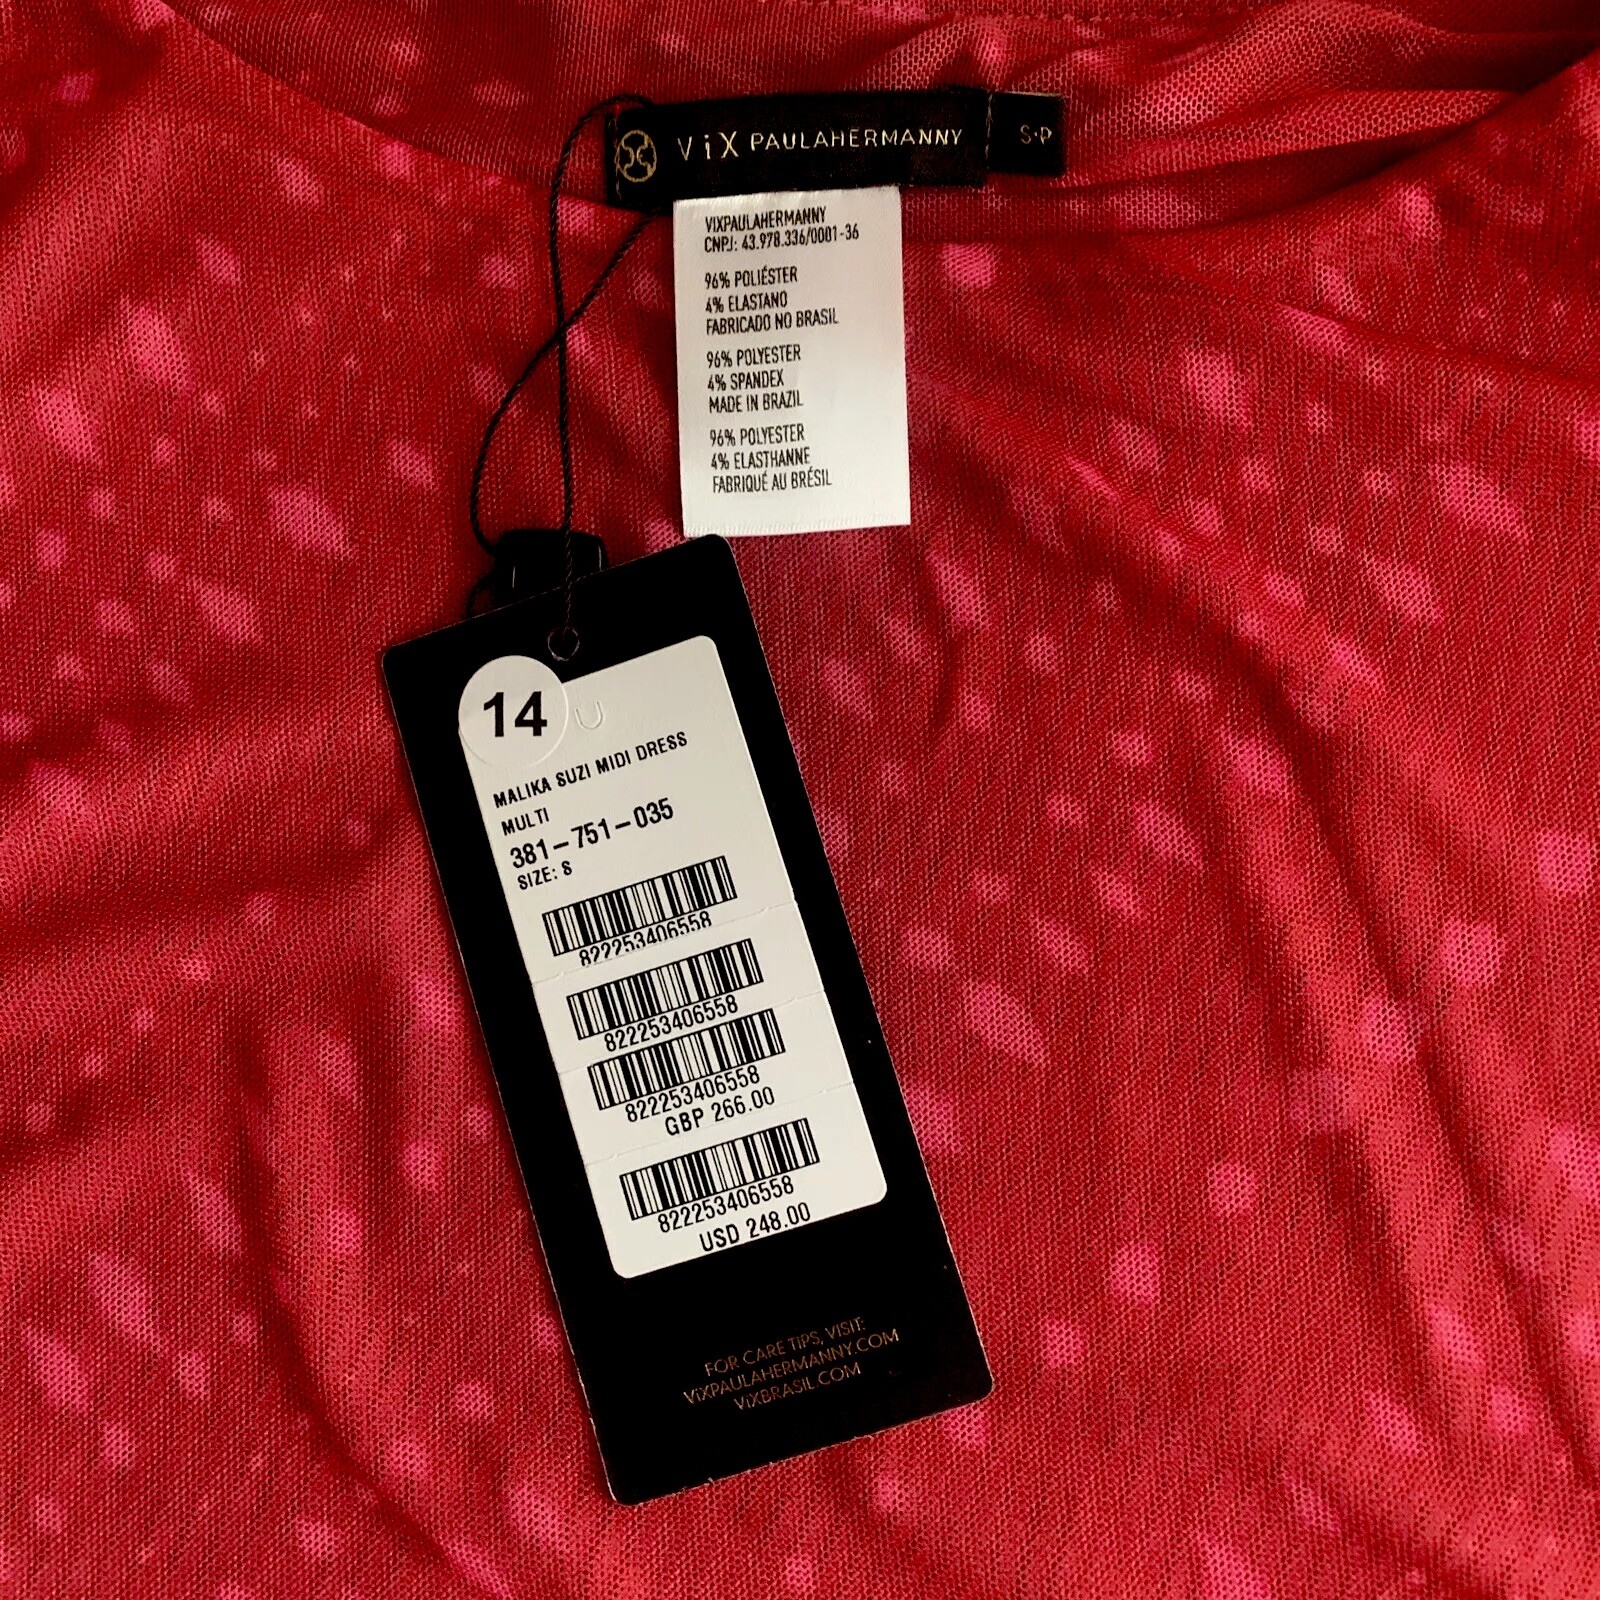 ViX PAULAHERMANNY
S·P
VIXPAULAHERMANNY
CNPJ: 43.978.336/0001-36
96% POLIÉSTER
4% ELASTANO
FABRICADO NO BRASIL
96% POLYESTER
4% SPANDEX
MADE IN BRAZIL
96% POLYESTER
4% ELASTHANNE
FABRIQUÉ AU BRÉSIL
14
MALIKA SUZI MIDI DRESS
MULTI
381-751-035
SIZE: S
822253406558
822253406558
822253406558
GBP 266.00
822253406558
USD 248.00
FOR CARE TIPS, VISIT:
ViXPAULAHERMANNY.COM
ViXBRASIL.COM